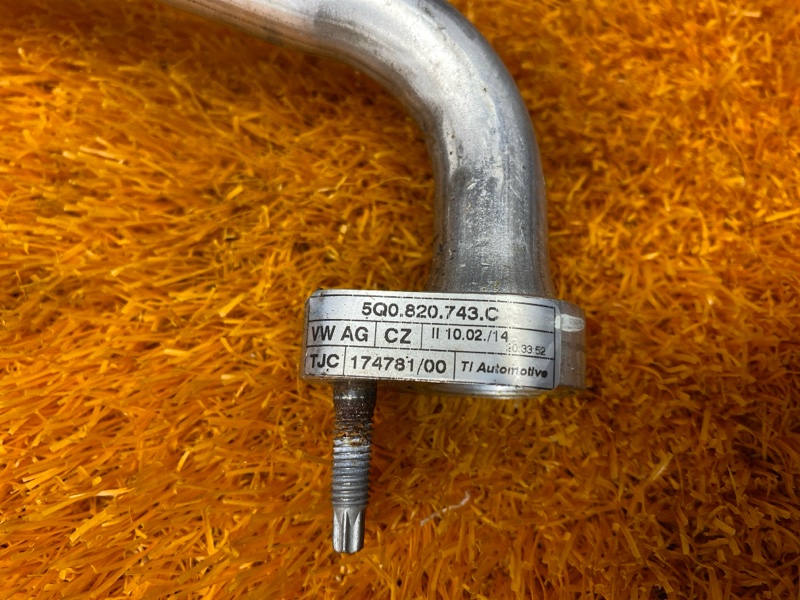 5Q0.820.743.C
VW AG CZ II 10.02./14 20:33:52
TJC 174781/00 TI Automotive